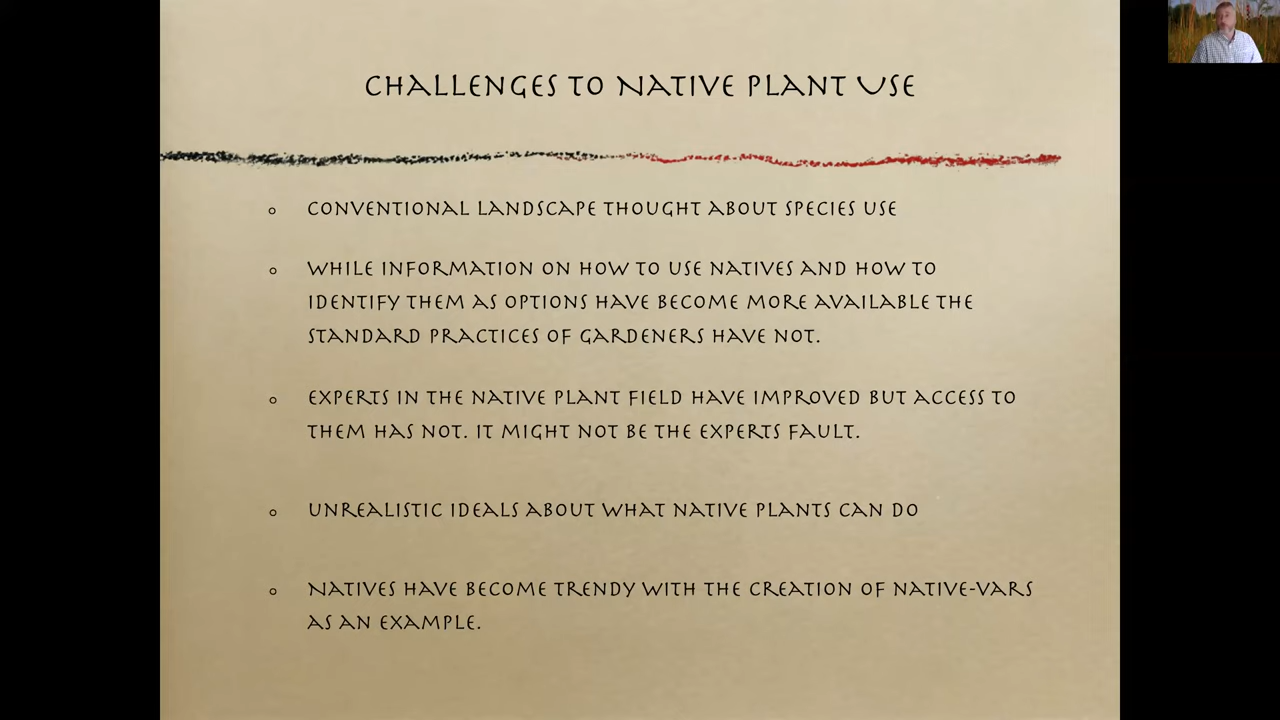 Challenges to Native Plant Use
Conventional landscape thought about species use
While information on how to use natives and how to
identify them as options have become more available the
standard practices of gardeners have not.
Experts in the native plant field have improved but access to
them has not. It might not be the experts fault.
Unrealistic ideals about what native plants can do
Natives have become trendy with the creation of native-vars
as an example.